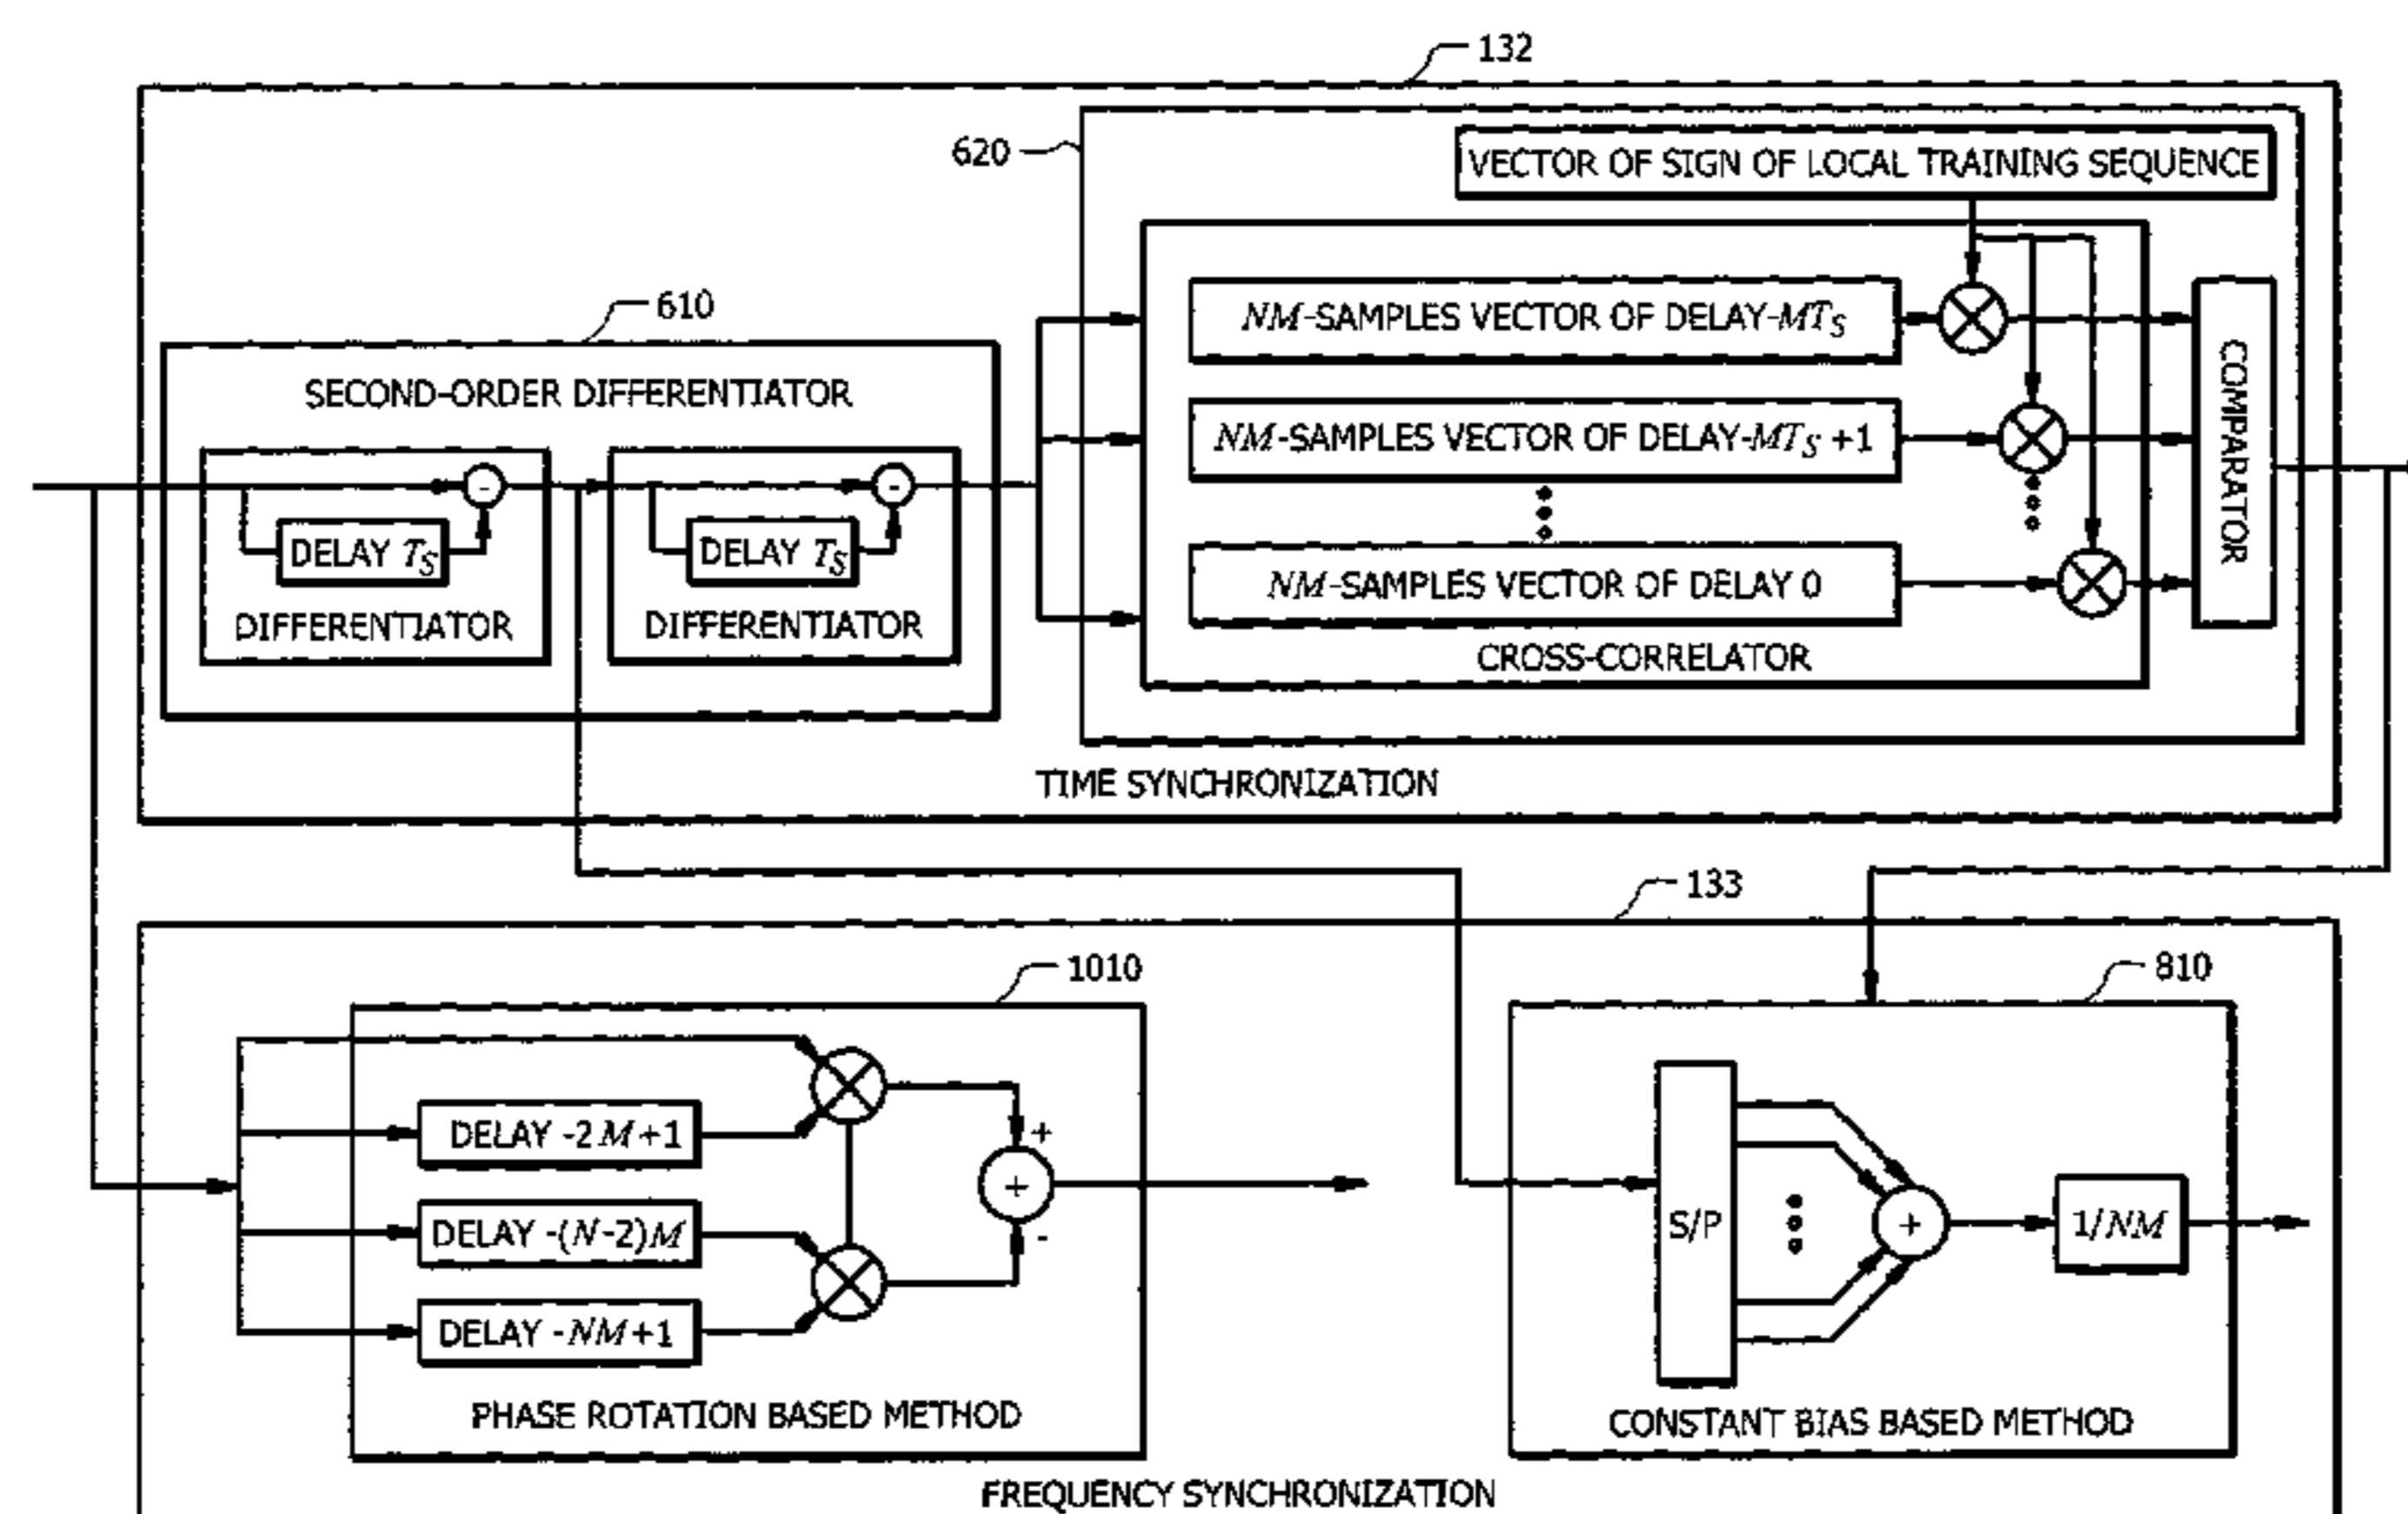 132
620
VECTOR OF SIGN OF LOCAL TRAINING SEQUENCE
610
NM-SAMPLES VECTOR OF DELAY-MTS
SECOND-ORDER DIFFERENTIATOR
NM-SAMPLES VECTOR OF DELAY-MTS +1
COMPARATOR
-
-
DELAY TS
DELAY TS
NM-SAMPLES VECTOR OF DELAY 0
DIFFERENTIATOR
DIFFERENTIATOR
CROSS-CORRELATOR
TIME SYNCHRONIZATION
133
1010
810
DELAY -2M+1
+
+
-
DELAY -(N-2)M
S/P
+
1/NM
DELAY -NM+1
PHASE ROTATION BASED METHOD
CONSTANT BIAS BASED METHOD
FREQUENCY SYNCHRONIZATION